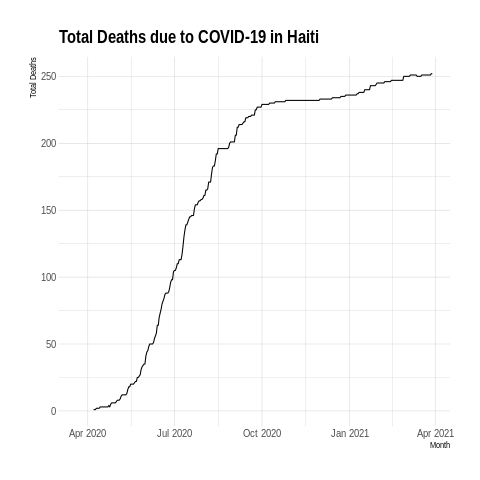 Total Deaths due to COVID-19 in Haiti
Total Deaths
250
200
150
100
50
0
Apr 2020 Jul 2020 Oct 2020 Jan 2021 Apr 2021
Month